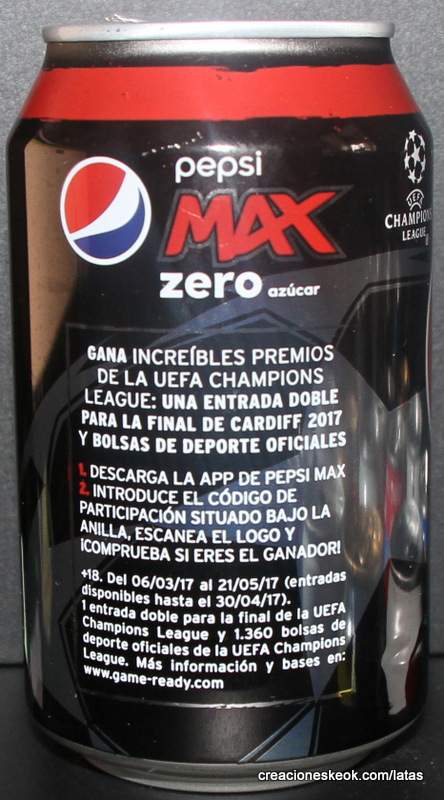 pepsi
MAX
zero azúcar
UEFA
CHAMPIONS
LEAGUE
GANA INCREÍBLES PREMIOS
DE LA UEFA CHAMPIONS
LEAGUE: UNA ENTRADA DOBLE
PARA LA FINAL DE CARDIFF 2017
Y BOLSAS DE DEPORTE OFICIALES
1. DESCARGA LA APP DE PEPSI MAX
2. INTRODUCE EL CÓDIGO DE
PARTICIPACIÓN SITUADO BAJO LA
ANILLA, ESCANEA EL LOGO Y
¡COMPRUEBA SI ERES EL GANADOR!
+18. Del 06/03/17 al 21/05/17 (entradas
disponibles hasta el 30/04/17).
1 entrada doble para la final de la UEFA
Champions League y 1.360 bolsas de
deporte oficiales de la UEFA Champions
League. Más información y bases en:
www.game-ready.com
creacioneskeok.com/latas